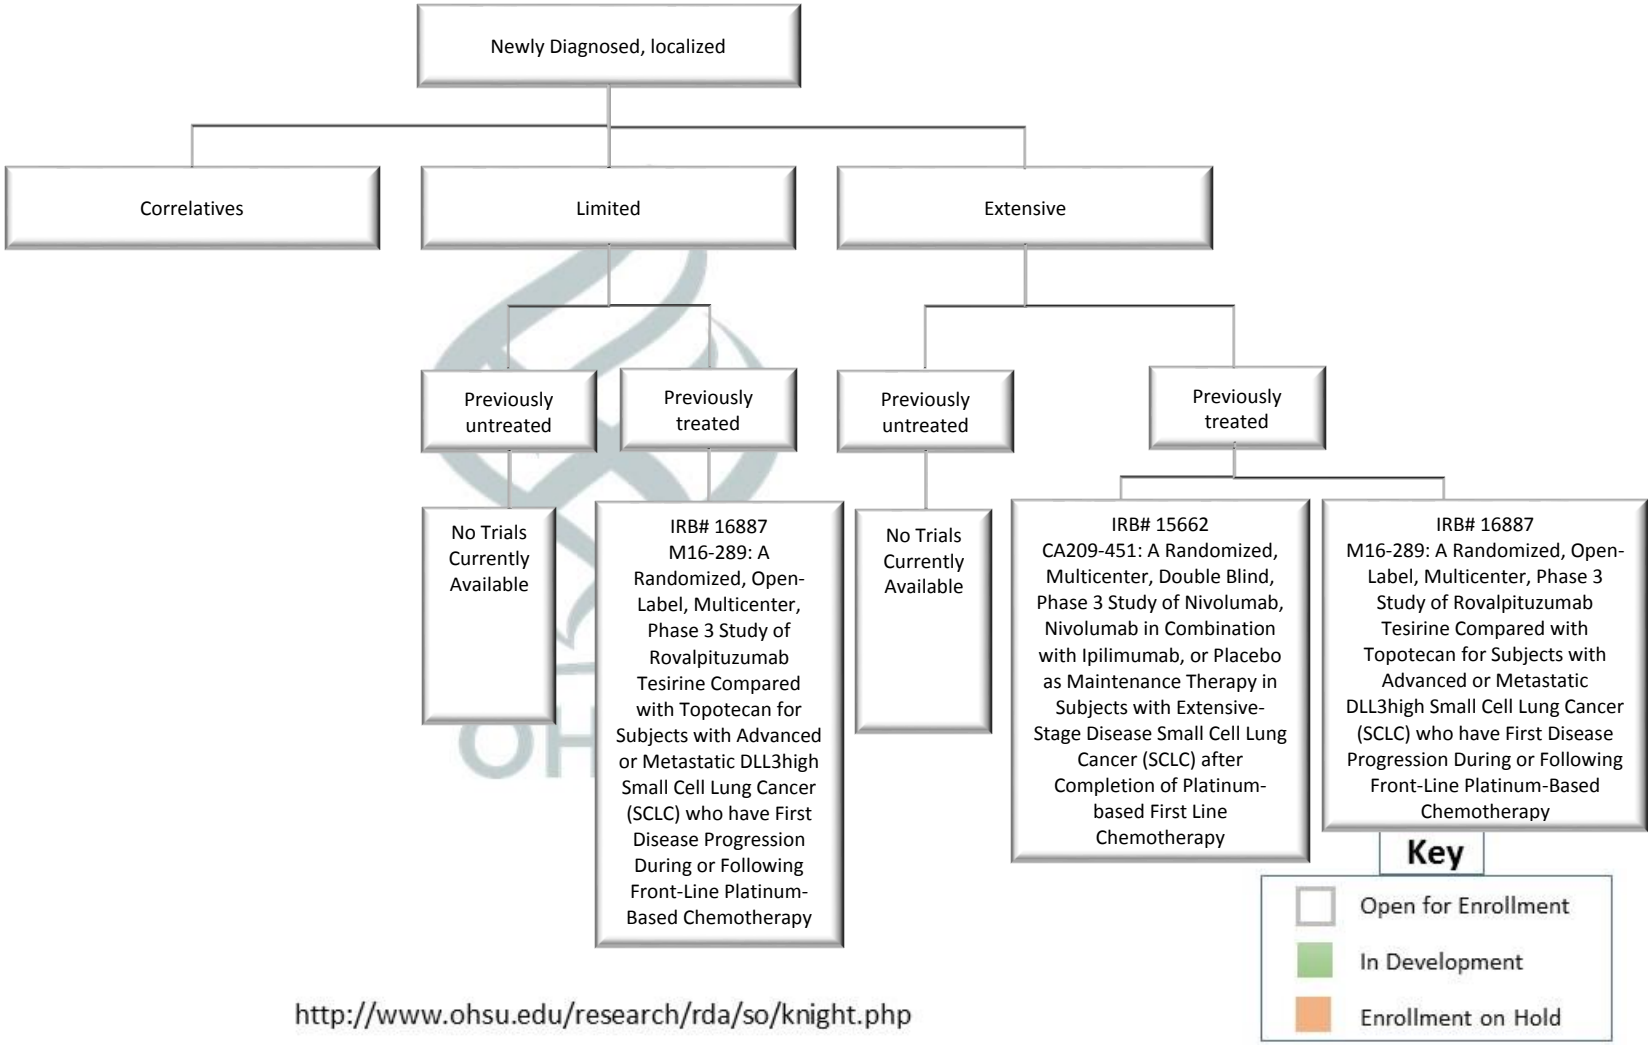 Newly Diagnosed, localized
Correlatives
Limited
Extensive
Previously
untreated
Previously
treated
Previously
untreated
Previously
treated
No Trials
Currently
Available
IRB# 16887
M16-289: A
Randomized, Open-
Label, Multicenter,
Phase 3 Study of
Rovalpituzumab
Tesirine Compared
with Topotecan for
Subjects with Advanced
or Metastatic DLL3high
Small Cell Lung Cancer
(SCLC) who have First
Disease Progression
During or Following
Front-Line Platinum-
Based Chemotherapy
No Trials
Currently
Available
IRB# 15662
CA209-451: A Randomized,
Multicenter, Double Blind,
Phase 3 Study of Nivolumab,
Nivolumab in Combination
with Ipilimumab, or Placebo
as Maintenance Therapy in
Subjects with Extensive-
Stage Disease Small Cell Lung
Cancer (SCLC) after
Completion of Platinum-
based First Line
Chemotherapy
IRB# 16887
M16-289: A Randomized, Open-
Label, Multicenter, Phase 3
Study of Rovalpituzumab
Tesirine Compared with
Topotecan for Subjects with
Advanced or Metastatic
DLL3high Small Cell Lung Cancer
(SCLC) who have First Disease
Progression During or Following
Front-Line Platinum-Based
Chemotherapy
Key
Open for Enrollment
In Development
Enrollment on Hold
http://www.ohsu.edu/research/rda/so/knight.php